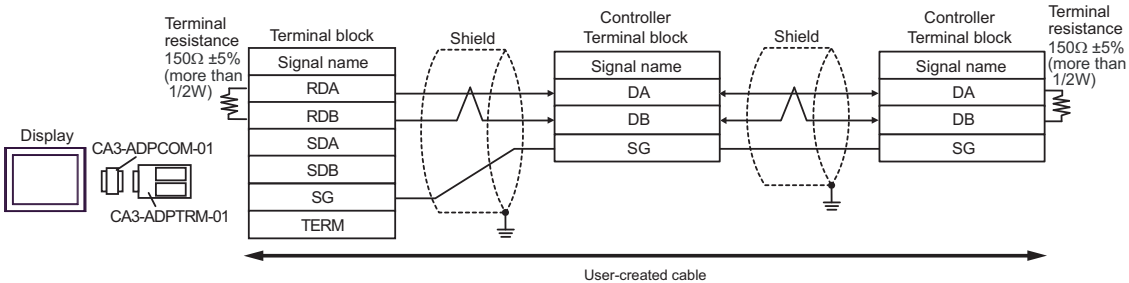 Terminal
resistance
150Ω ±5%
(more than
1/2W)
Terminal block
Signal name
RDA
RDB
SDA
SDB
SG
TERM
Shield
Controller
Terminal block
Signal name
DA
DB
SG
Shield
Controller
Terminal block
Signal name
DA
DB
SG
Terminal
resistance
150Ω ±5%
(more than
1/2W)
Display
CA3-ADPCOM-01
CA3-ADPTRM-01
User-created cable